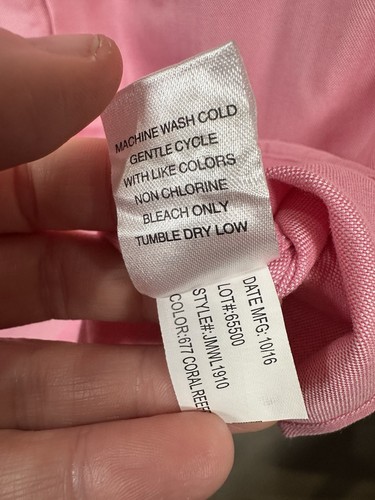 MACHINE WASH COLD
GENTLE CYCLE
WITH LIKE COLORS
NON CHLORINE
BLEACH ONLY
TUMBLE DRY LOW
DATE MFG: 10/16
LOT#:65500
STYLE#:JMWL1910
COLOR:677 CORAL REEF